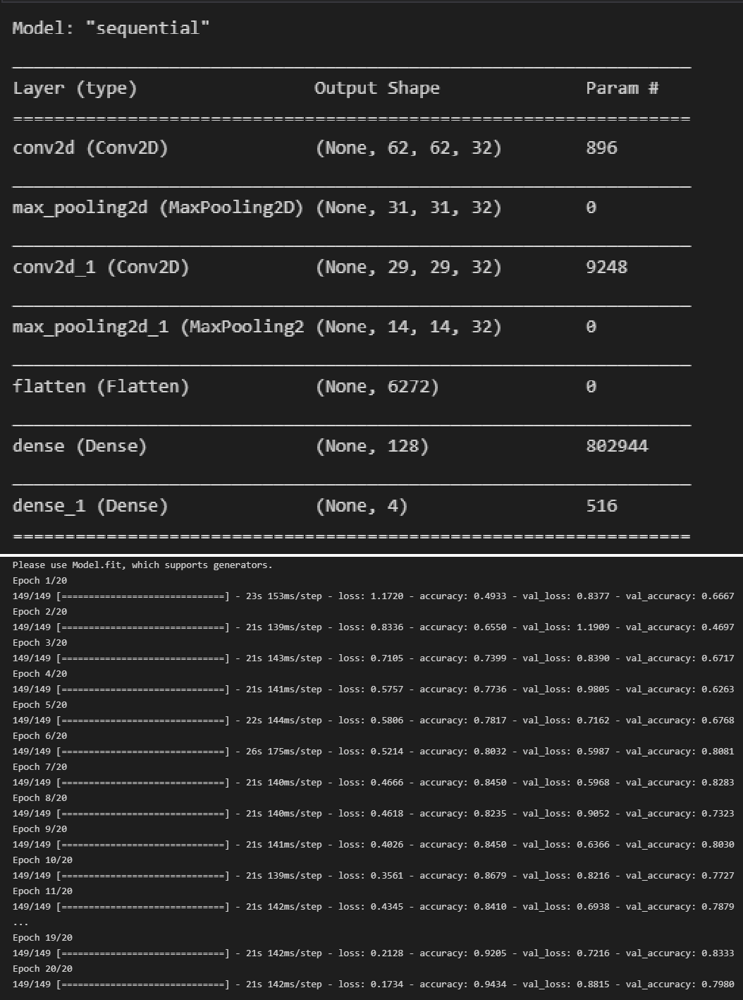 Model: "sequential"
_________________________________________________________________
Layer (type)                 Output Shape              Param #
=================================================================
conv2d (Conv2D)              (None, 62, 62, 32)        896
_________________________________________________________________
max_pooling2d (MaxPooling2D) (None, 31, 31, 32)        0
_________________________________________________________________
conv2d_1 (Conv2D)            (None, 29, 29, 32)        9248
_________________________________________________________________
max_pooling2d_1 (MaxPooling2 (None, 14, 14, 32)        0
_________________________________________________________________
flatten (Flatten)            (None, 6272)              0
_________________________________________________________________
dense (Dense)                (None, 128)               802944
_________________________________________________________________
dense_1 (Dense)              (None, 4)                 516
=================================================================
Please use Model.fit, which supports generators.
Epoch 1/20
149/149 [==============================] - 23s 153ms/step - loss: 1.1720 - accuracy: 0.4933 - val_loss: 0.8377 - val_accuracy: 0.6667
Epoch 2/20
149/149 [==============================] - 21s 139ms/step - loss: 0.8336 - accuracy: 0.6550 - val_loss: 1.1909 - val_accuracy: 0.4697
Epoch 3/20
149/149 [==============================] - 21s 143ms/step - loss: 0.7105 - accuracy: 0.7399 - val_loss: 0.8390 - val_accuracy: 0.6717
Epoch 4/20
149/149 [==============================] - 21s 141ms/step - loss: 0.5757 - accuracy: 0.7736 - val_loss: 0.9805 - val_accuracy: 0.6263
Epoch 5/20
149/149 [==============================] - 22s 144ms/step - loss: 0.5806 - accuracy: 0.7817 - val_loss: 0.7162 - val_accuracy: 0.6768
Epoch 6/20
149/149 [==============================] - 26s 175ms/step - loss: 0.5214 - accuracy: 0.8032 - val_loss: 0.5987 - val_accuracy: 0.8081
Epoch 7/20
149/149 [==============================] - 21s 140ms/step - loss: 0.4666 - accuracy: 0.8450 - val_loss: 0.5968 - val_accuracy: 0.8283
Epoch 8/20
149/149 [==============================] - 21s 140ms/step - loss: 0.4618 - accuracy: 0.8235 - val_loss: 0.9052 - val_accuracy: 0.7323
Epoch 9/20
149/149 [==============================] - 21s 141ms/step - loss: 0.4026 - accuracy: 0.8450 - val_loss: 0.6366 - val_accuracy: 0.8030
Epoch 10/20
149/149 [==============================] - 21s 139ms/step - loss: 0.3561 - accuracy: 0.8679 - val_loss: 0.8216 - val_accuracy: 0.7727
Epoch 11/20
149/149 [==============================] - 21s 142ms/step - loss: 0.4345 - accuracy: 0.8410 - val_loss: 0.6938 - val_accuracy: 0.7879
...
Epoch 19/20
149/149 [==============================] - 21s 142ms/step - loss: 0.2128 - accuracy: 0.9205 - val_loss: 0.7216 - val_accuracy: 0.8333
Epoch 20/20
149/149 [==============================] - 21s 142ms/step - loss: 0.1734 - accuracy: 0.9434 - val_loss: 0.8815 - val_accuracy: 0.7980